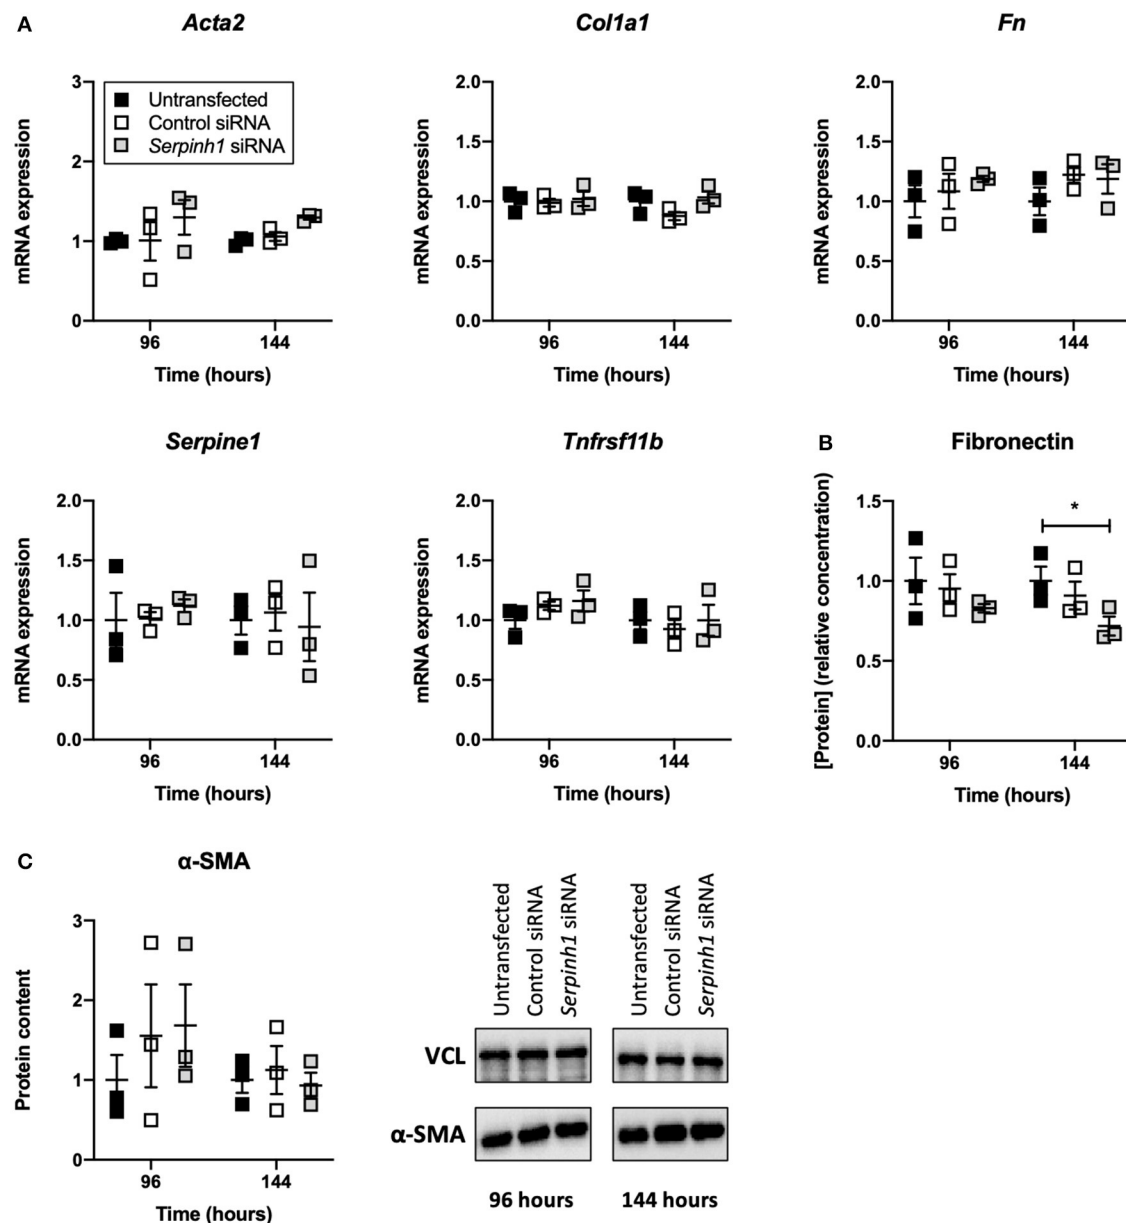 A
Acta2
Col1a1
Fn
mRNA expression
3
2
1
0
Untransfected
Control siRNA
Serpinh1 siRNA
96
144
Time (hours)
mRNA expression
2.0
1.5
1.0
0.5
0.0
96
144
Time (hours)
mRNA expression
2.0
1.5
1.0
0.5
0.0
96
144
Time (hours)
Serpine1
Tnfrsf11b
B
Fibronectin
mRNA expression
2.0
1.5
1.0
0.5
0.0
96
144
Time (hours)
mRNA expression
2.0
1.5
1.0
0.5
0.0
96
144
Time (hours)
[Protein] (relative concentration)
2.0
1.5
1.0
0.5
0.0
*
96
144
Time (hours)
C
α-SMA
Protein content
3
2
1
0
96
144
Time (hours)
Untransfected
Control siRNA
Serpinh1 siRNA
Untransfected
Control siRNA
Serpinh1 siRNA
VCL
α-SMA
96 hours
144 hours